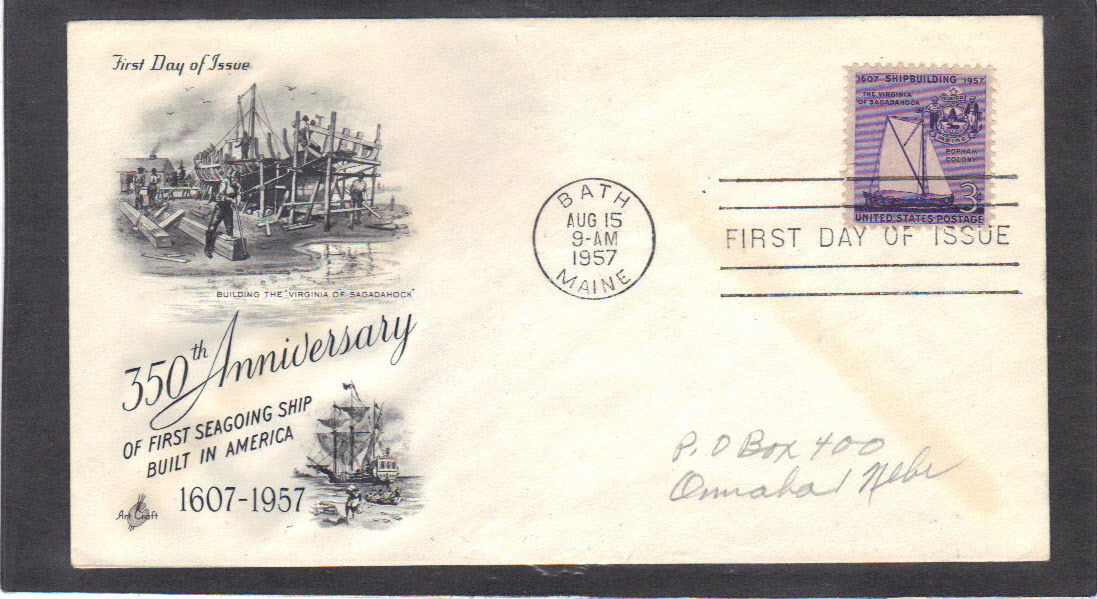 First Day of Issue
BUILDING THE "VIRGINIA OF SAGADAHOCK"
350th Anniversary
OF FIRST SEAGOING SHIP
BUILT IN AMERICA
1607-1957
Art Craft
BATH
AUG 15
9-AM
1957
MAINE
1607 SHIPBUILDING 1957
THE VIRGINIA
OF SAGADAHOCK
POPHAM
COLONY
3¢
UNITED STATES POSTAGE
FIRST DAY OF ISSUE
P.O Box 400
Omaha Nebr